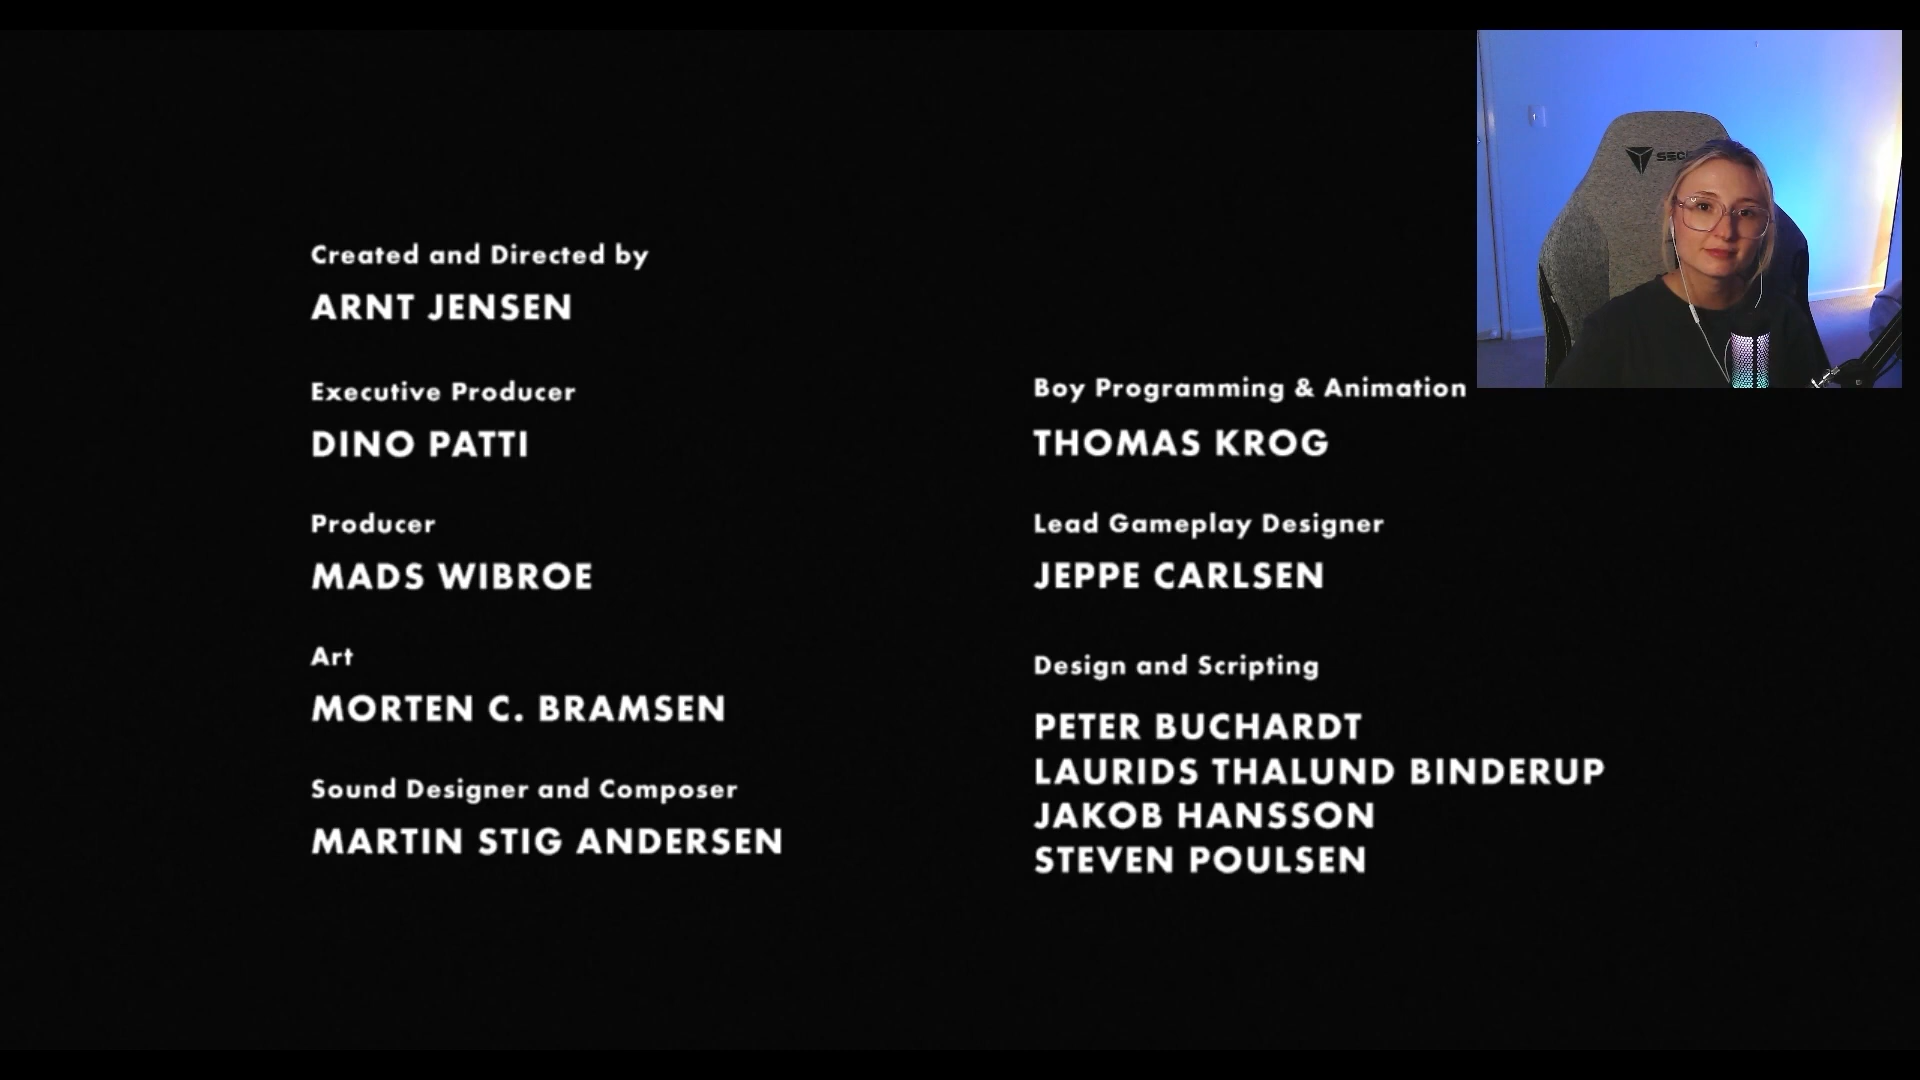 Created and Directed by
ARNT JENSEN
Executive Producer
DINO PATTI
Producer
MADS WIBROE
Art
MORTEN C. BRAMSEN
Sound Designer and Composer
MARTIN STIG ANDERSEN
Boy Programming & Animation
THOMAS KROG
Lead Gameplay Designer
JEPPE CARLSEN
Design and Scripting
PETER BUCHARDT
LAURIDS THALUND BINDERUP
JAKOB HANSSON
STEVEN POULSEN